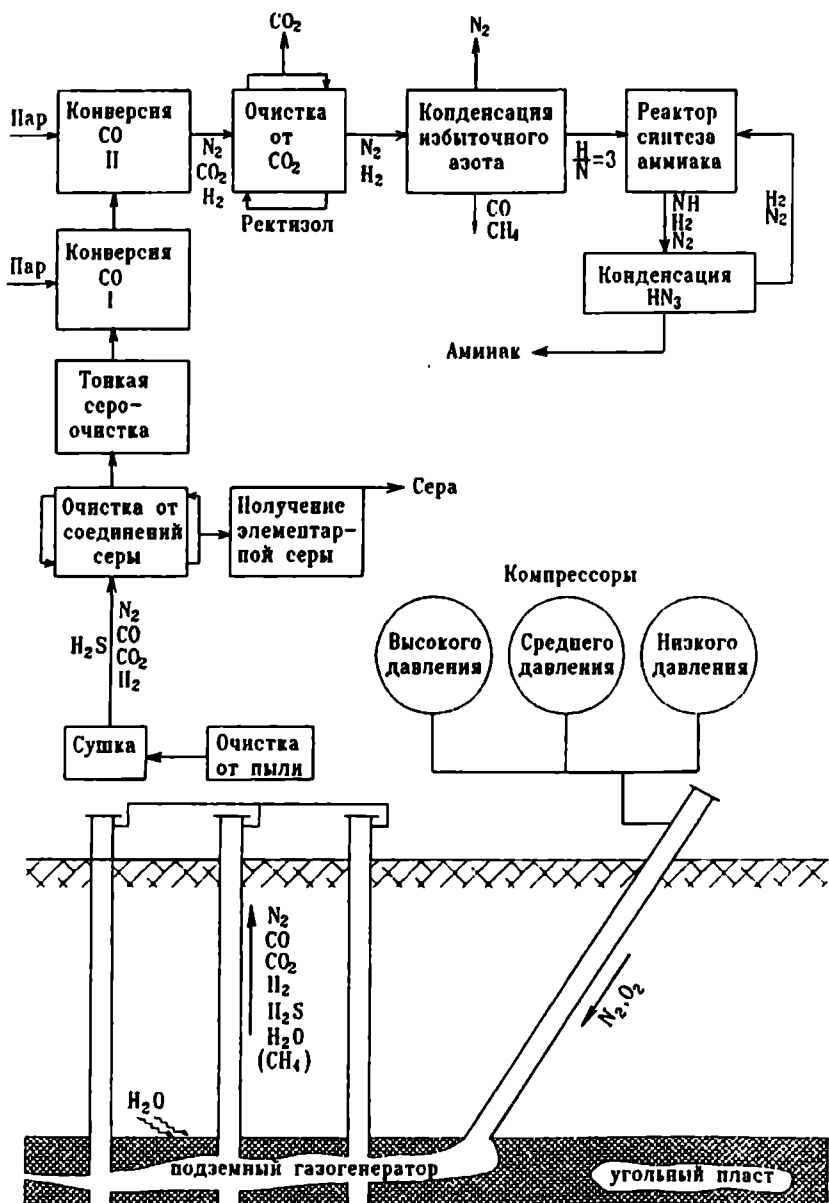 CO₂
N₂
Пар
Конверсия
CO
II
N₂
CO₂
H₂
Очистка
от
CO₂
Ректизол
N₂
H₂
Конденсация
избыточного
азота
CO
CH₄
H/N=3
Реактор
синтеза
аммиака
NH
H₂
N₂
H₂
N₂
Конденсация
HN₃
Аминак
Пар
Конверсия
CO
I
Тонкая
серо-
очистка
Очистка от
соединений
серы
Получение
элементар-
ной серы
Сера
H₂S
N₂
CO
CO₂
H₂
Сушка
Очистка
от пыли
Компрессоры
Высокого
давления
Среднего
давления
Низкого
давления
N₂
CO
CO₂
H₂
H₂S
H₂O
(CH₄)
N₂,O₂
H₂O
подземный газогенератор
угольный пласт